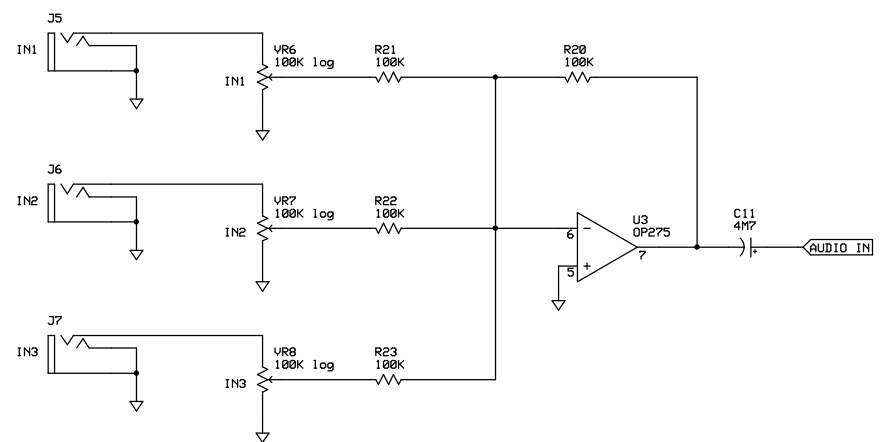 J5
IN1
VR6
100K log
IN1
R21
100K
R20
100K
J6
IN2
VR7
100K log
IN2
R22
100K
6
-
5
+
U3
OP275
7
C11
4M7
+
AUDIO IN
J7
IN3
VR8
100K log
IN3
R23
100K